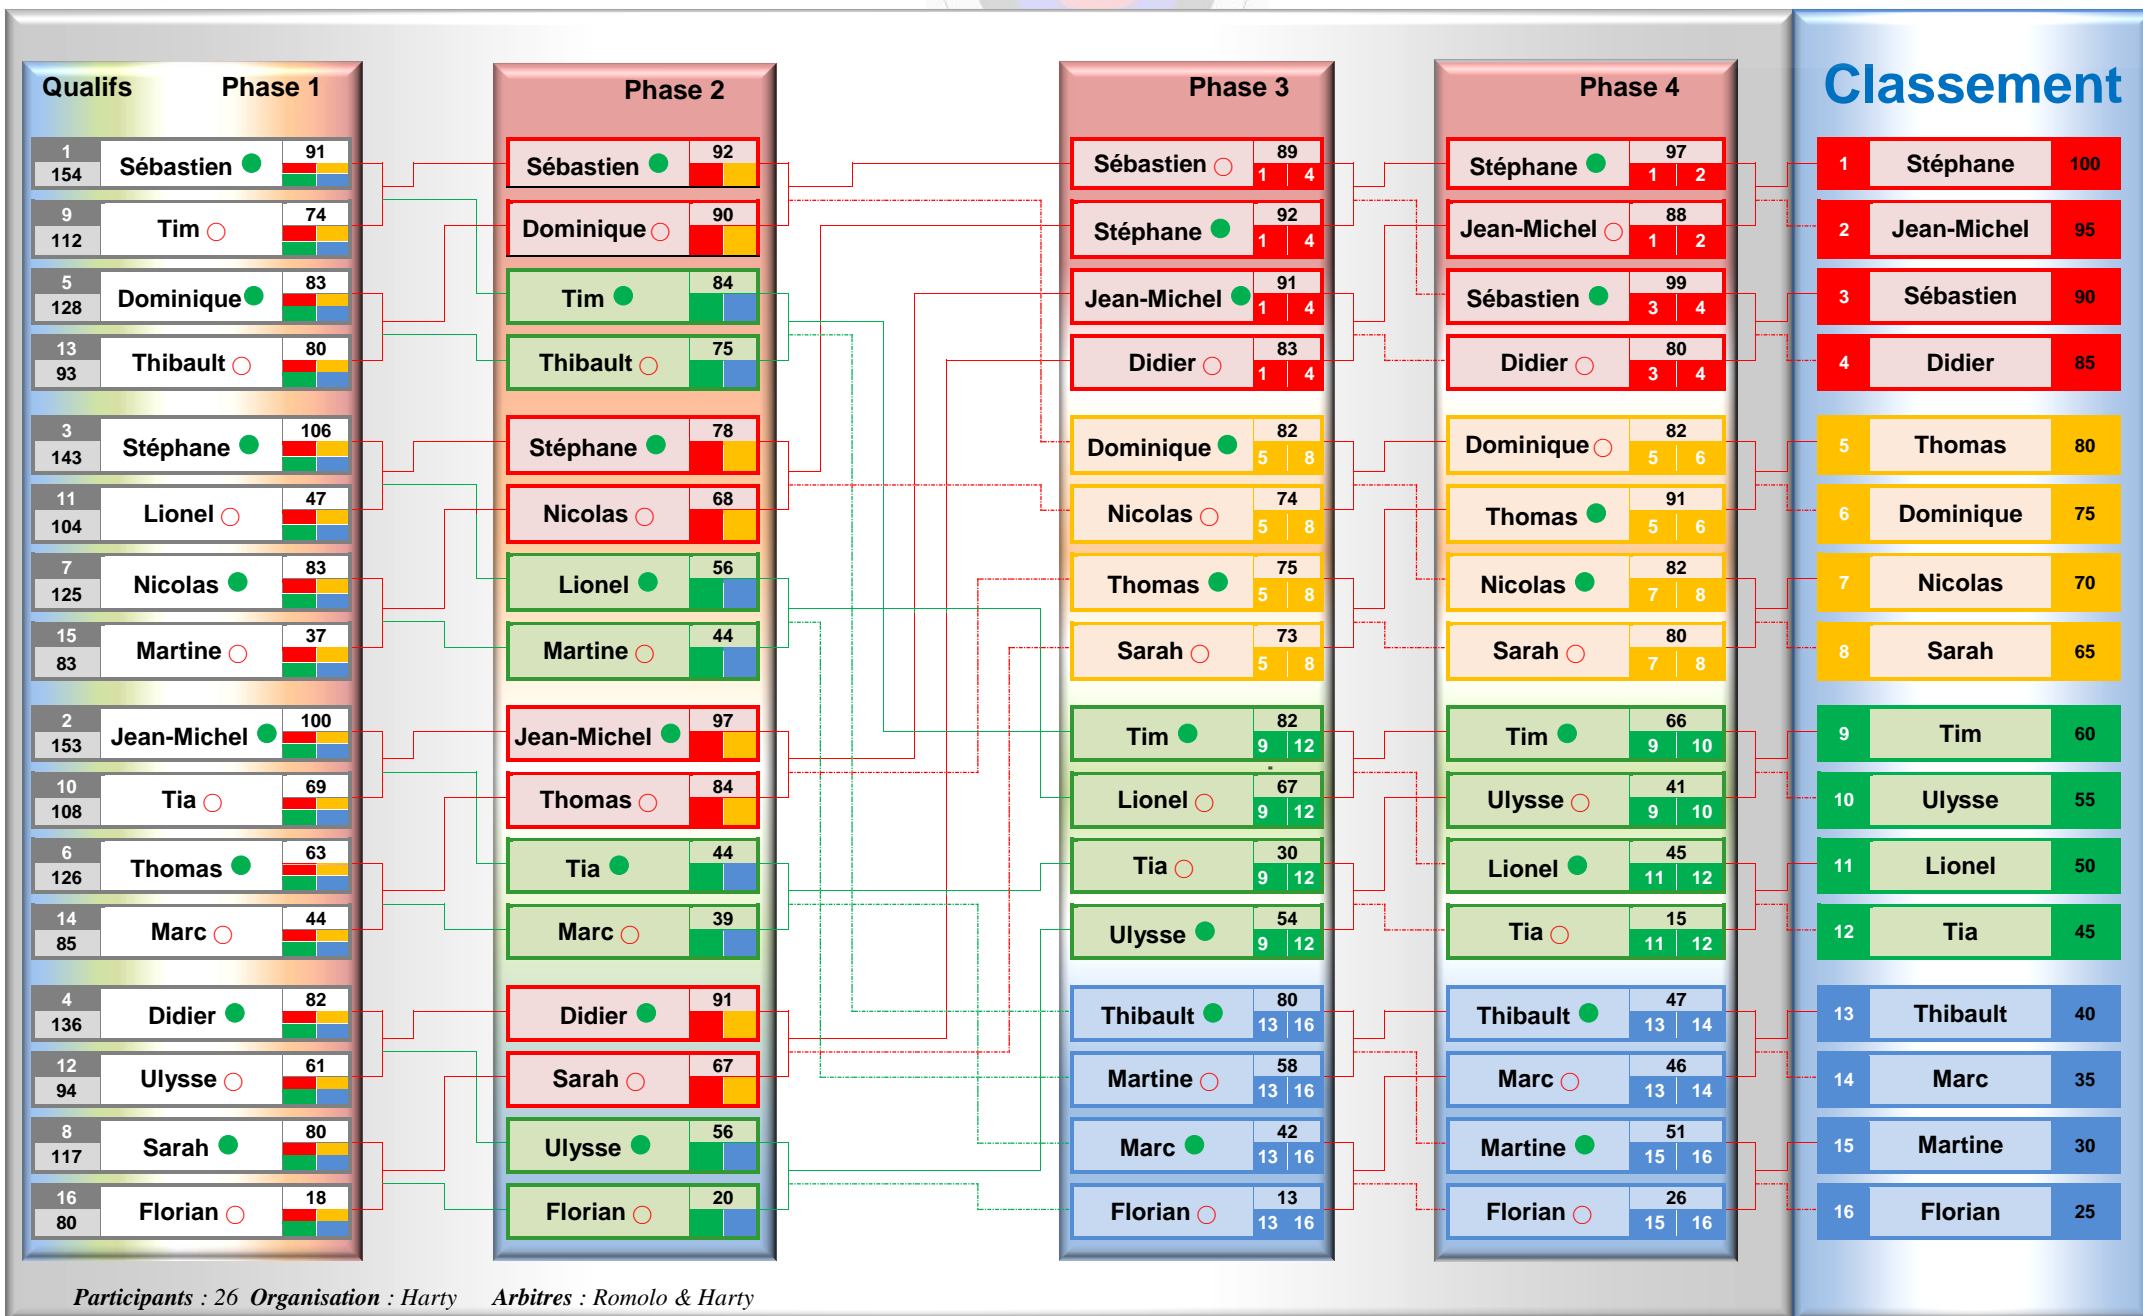 Qualifs Phase 1
1
154
Sébastien
91
9
112
Tim
74
5
128
Dominique
83
13
93
Thibault
80
3
143
Stéphane
106
11
104
Lionel
47
7
125
Nicolas
83
15
83
Martine
37
2
153
Jean-Michel
100
10
108
Tia
69
6
126
Thomas
63
14
85
Marc
44
4
136
Didier
82
12
94
Ulysse
61
8
117
Sarah
80
16
80
Florian
18
Phase 2
Sébastien
92
Dominique
90
Tim
84
Thibault
75
Stéphane
78
Nicolas
68
Lionel
56
Martine
44
Jean-Michel
97
Thomas
84
Tia
44
Marc
39
Didier
91
Sarah
67
Ulysse
56
Florian
20
Phase 3
Sébastien
89
1 4
Stéphane
92
1 4
Jean-Michel
91
1 4
Didier
83
1 4
Dominique
82
5 8
Nicolas
74
5 8
Thomas
75
5 8
Sarah
73
5 8
Tim
82
9 12
Lionel
67
9 12
Tia
30
9 12
Ulysse
54
9 12
Thibault
80
13 16
Martine
58
13 16
Marc
42
13 16
Florian
13
13 16
Phase 4
Stéphane
97
1 2
Jean-Michel
88
1 2
Sébastien
99
3 4
Didier
80
3 4
Dominique
82
5 6
Thomas
91
5 6
Nicolas
82
7 8
Sarah
80
7 8
Tim
66
9 10
Ulysse
41
9 10
Lionel
45
11 12
Tia
15
11 12
Thibault
47
13 14
Marc
46
13 14
Martine
51
15 16
Florian
26
15 16
Classement
1 Stéphane 100
2 Jean-Michel 95
3 Sébastien 90
4 Didier 85
5 Thomas 80
6 Dominique 75
7 Nicolas 70
8 Sarah 65
9 Tim 60
10 Ulysse 55
11 Lionel 50
12 Tia 45
13 Thibault 40
14 Marc 35
15 Martine 30
16 Florian 25
Participants : 26 Organisation : Harty Arbitres : Romolo & Harty